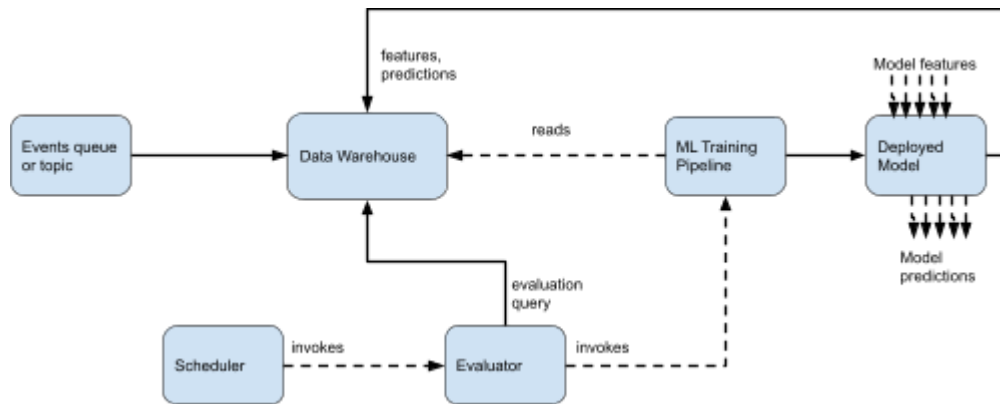 features,
predictions
Model features
Events queue
or topic
Data Warehouse
reads
ML Training
Pipeline
Deployed
Model
Model
predictions
evaluation
query
Scheduler
invokes
Evaluator
invokes